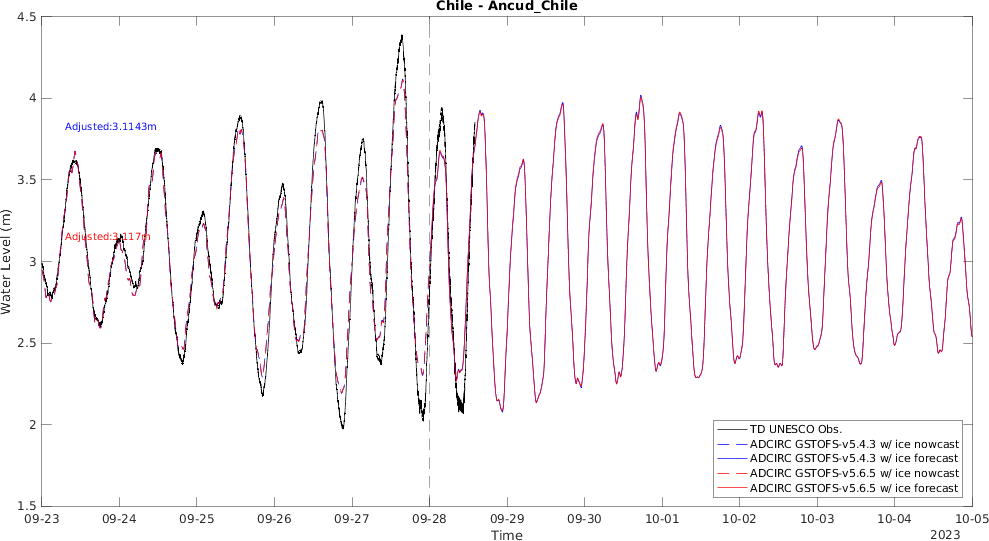 Chile - Ancud_Chile
4.5
4
3.5
3
2.5
2
1.5
Water Level (m)
Adjusted:3.1143m
Adjusted:3.117m
TD UNESCO Obs.
ADCIRC GSTOFS-v5.4.3 w/ ice nowcast
ADCIRC GSTOFS-v5.4.3 w/ ice forecast
ADCIRC GSTOFS-v5.6.5 w/ ice nowcast
ADCIRC GSTOFS-v5.6.5 w/ ice forecast
09-23 09-24 09-25 09-26 09-27 09-28 09-29 09-30 10-01 10-02 10-03 10-04 10-05
Time
2023